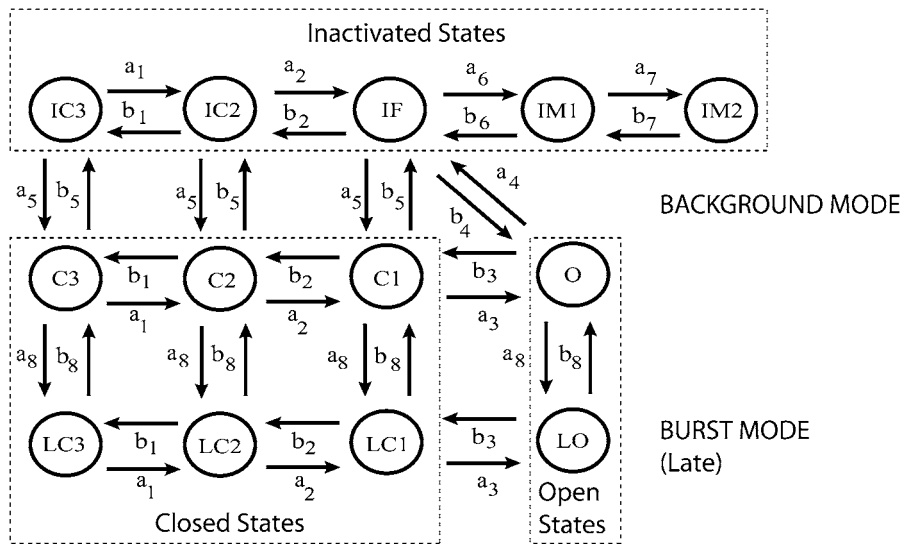 Inactivated States
a1 a2 a6 a7
IC3 IC2 IF IM1 IM2
b1 b2 b6 b7
a5 b5 a5 b5 a5 b5 a4
b4
BACKGROUND MODE
C3 b1 C2 b2 C1 b3 O
a1 a2 a3
a8 b8 a8 b8 a8 b8 a8 b8
LC3 b1 LC2 b2 LC1 b3 LO
a1 a2 a3
BURST MODE
(Late)
Closed States
Open
States